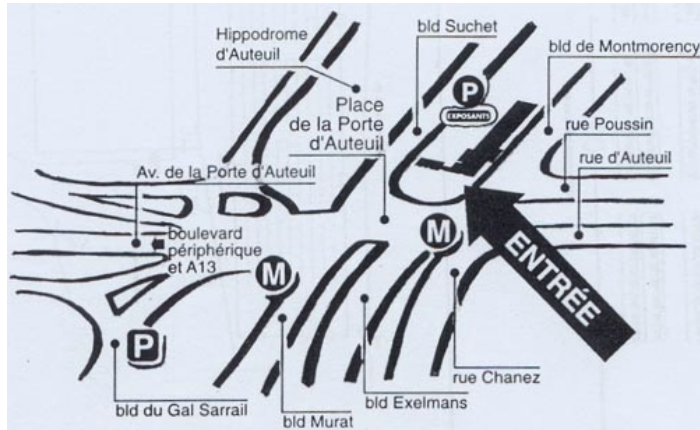 Hippodrome
d'Auteuil
bld Suchet
bld de Montmorency
P
EXPOSANTS
Place
de la Porte
d'Auteuil
rue Poussin
rue d'Auteuil
Av. de la Porte d'Auteuil
boulevard
périphérique
et A13
M
M
ENTRÉE
P
rue Chanez
bld du Gal Sarrail
bld Murat
bld Exelmans